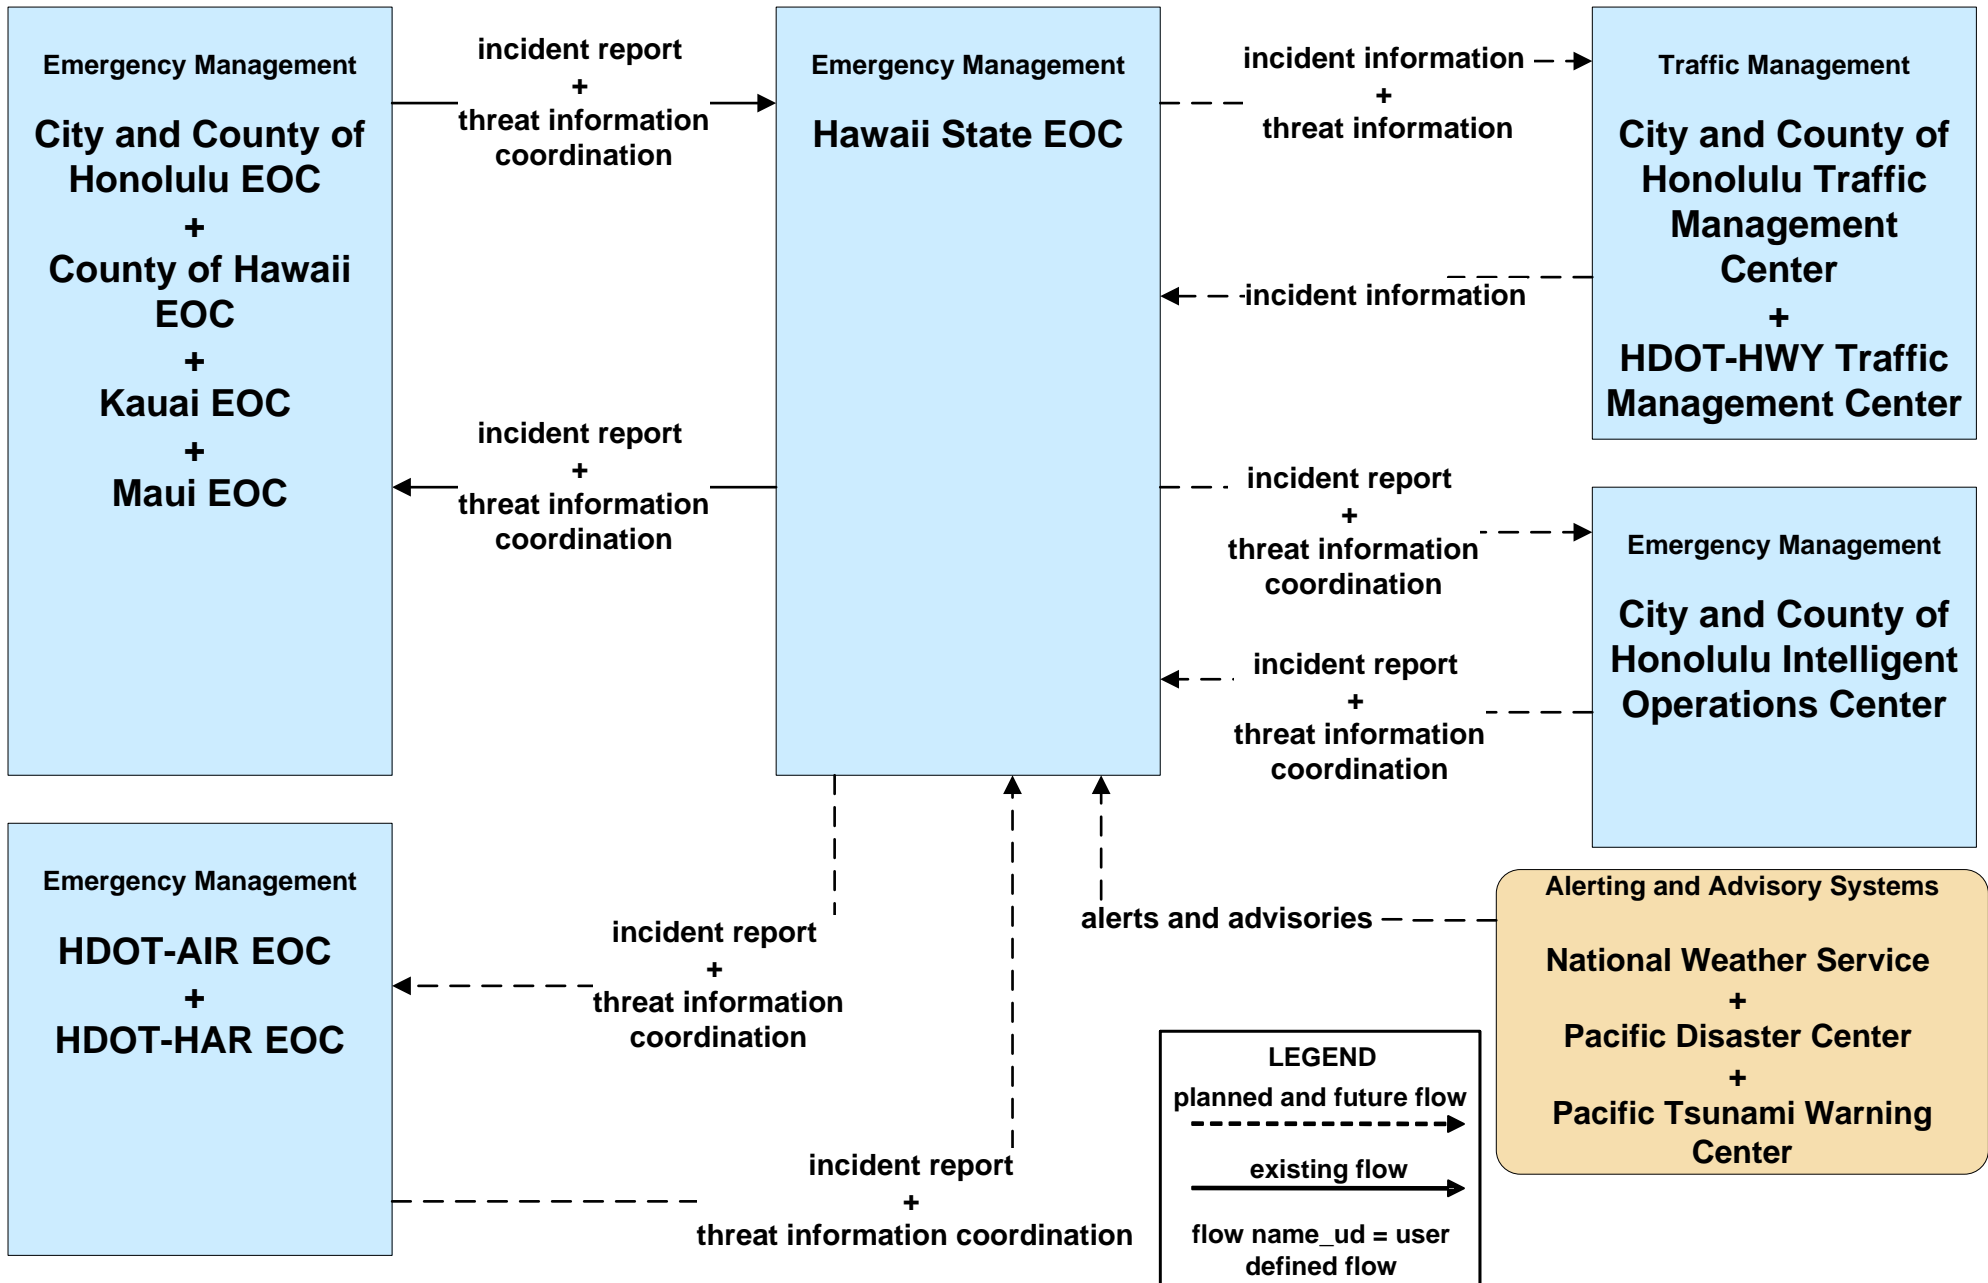 Emergency Management
City and County of
Honolulu EOC
+
County of Hawaii
EOC
+
Kauai EOC
+
Maui EOC
incident report
+
threat information
coordination
incident report
+
threat information
coordination
Emergency Management
Hawaii State EOC
incident information
+
threat information
incident information
Traffic Management
City and County of
Honolulu Traffic
Management
Center
+
HDOT-HWY Traffic
Management Center
incident report
+
threat information
coordination
incident report
+
threat information
coordination
Emergency Management
City and County of
Honolulu Intelligent
Operations Center
Emergency Management
HDOT-AIR EOC
+
HDOT-HAR EOC
incident report
+
threat information
coordination
incident report
+
threat information coordination
alerts and advisories
Alerting and Advisory Systems
National Weather Service
+
Pacific Disaster Center
+
Pacific Tsunami Warning
Center
LEGEND
planned and future flow
existing flow
flow name_ud = user
defined flow